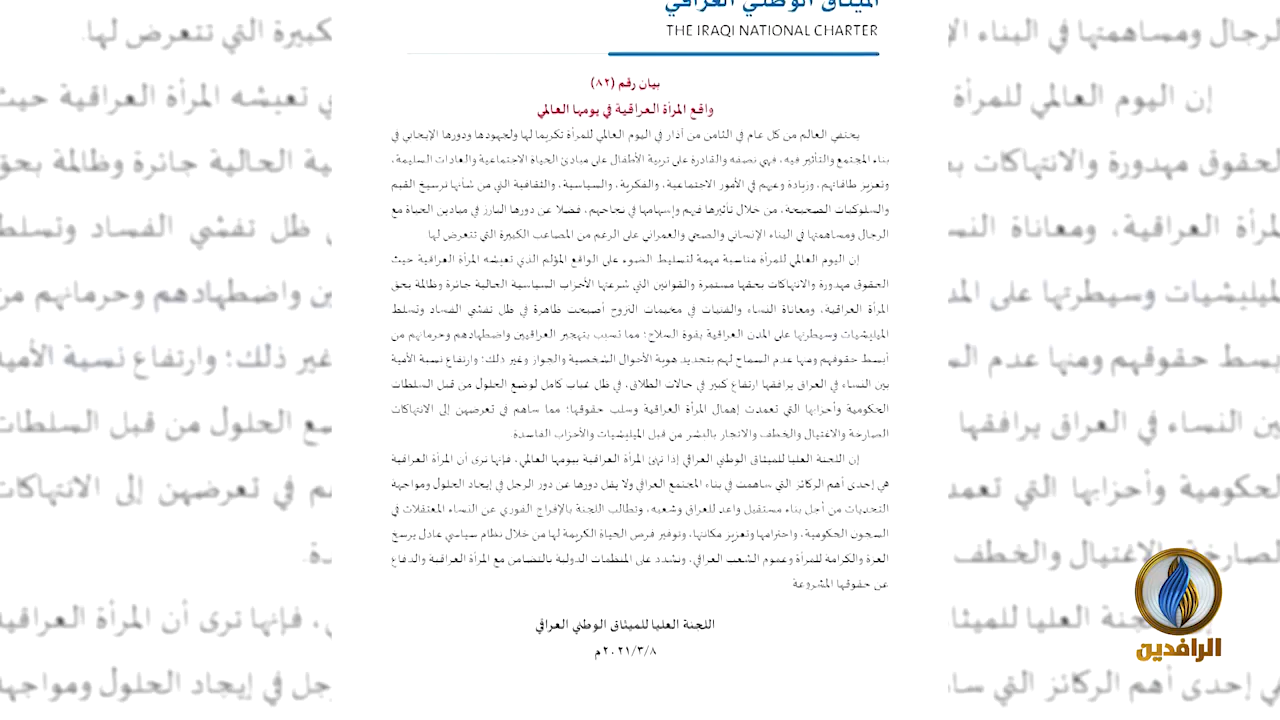 الميثاق الوطني العراقي
THE IRAQI NATIONAL CHARTER
بيان رقم (٨٢)
واقع المرأة العراقية في يومها العالمي
يحتفي العالم من كل عام في الثامن من آذار في اليوم العالمي للمرأة تكريما لها ولجهودها ودورها الإيجابي في
بناء المجتمع والتأثير فيه، فهي نصفه والقادرة على تربية الأطفال على مبادئ الحياة الاجتماعية والعادات السليمة،
وتعزيز طاقاتهم، وزيادة وعيهم في الأمور الاجتماعية، والفكرية، والسياسية، والثقافية التي من شأنها ترسيخ القيم
والسلوكيات الصحيحة، من خلال تأثيرها فيهم وإسهامها في نجاحهم، فضلا عن دورها البارز في ميادين الحياة مع
الرجال ومساهمتها في البناء الإنساني والصحي والعمراني على الرغم من المصاعب الكبيرة التي تتعرض لها.
إن اليوم العالمي للمرأة مناسبة مهمة لتسليط الضوء على الواقع المؤلم الذي تعيشه المرأة العراقية حيث
الحقوق مهدورة والانتهاكات بحقها مستمرة والقوانين التي شرعتها الأحزاب السياسية الحالية جائرة وظالمة بحق
المرأة العراقية، ومعاناة النساء والفتيات في مخيمات النزوح أصبحت ظاهرة في ظل تفشي الفساد وتسلط
الميليشيات وسيطرتها على المدن العراقية بقوة السلاح؛ مما تسبب بتهجير العراقيين واضطهادهم وحرمانهم من
أبسط حقوقهم ومنها عدم السماح لهم بتجديد هوية الأحوال الشخصية والجواز وغير ذلك؛ وارتفاع نسبة الأمية
بين النساء في العراق يرافقها ارتفاع كبير في حالات الطلاق، في ظل غياب كامل لوضع الحلول من قبل السلطات
الحكومية وأحزابها التي تعمدت إهمال المرأة العراقية وسلب حقوقها؛ مما ساهم في تعرضهن إلى الانتهاكات
الصارخة والاغتيال والخطف والاتجار بالبشر من قبل الميليشيات والأحزاب الفاسدة.
إن اللجنة العليا للميثاق الوطني العراقي إذا تهنئ المرأة العراقية بيومها العالمي، فإنها ترى أن المرأة العراقية
هي إحدى أهم الركائز التي ساهمت في بناء المجتمع العراقي ولا يقل دورها عن دور الرجل في إيجاد الحلول ومواجهة
التحديات من أجل بناء مستقبل واعد للعراق وشعبه، وتطالب اللجنة بالإفراج الفوري عن النساء المعتقلات في
السجون الحكومية، واحترامها وتعزيز مكانتها، وتوفير فرص الحياة الكريمة لها من خلال نظام سياسي عادل يرسخ
العزة والكرامة للمرأة وعموم الشعب العراقي، وتشدد على المنظمات الدولية بالتضامن مع المرأة العراقية والدفاع
عن حقوقها المشروعة
اللجنة العليا للميثاق الوطني العراقي
٢٠٢١/٣/٨م
الرافدين